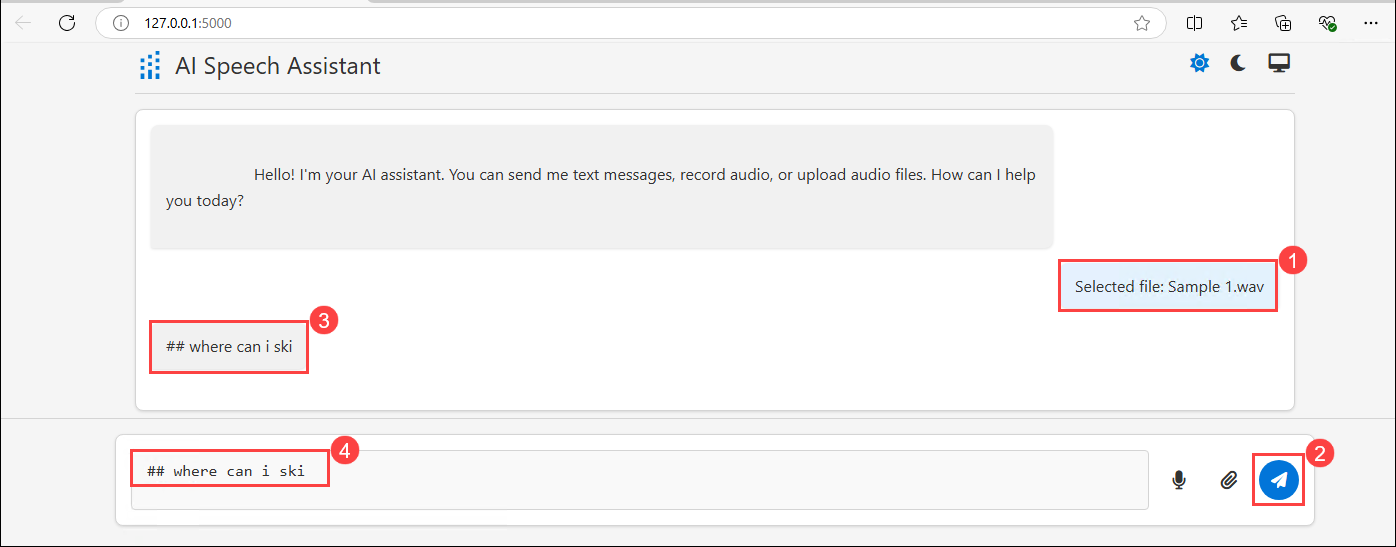 127.0.0.1:5000
AI Speech Assistant
Hello! I'm your AI assistant. You can send me text messages, record audio, or upload audio files. How can I help
you today?
1
Selected file: Sample 1.wav
3
## where can i ski
4
## where can i ski
2